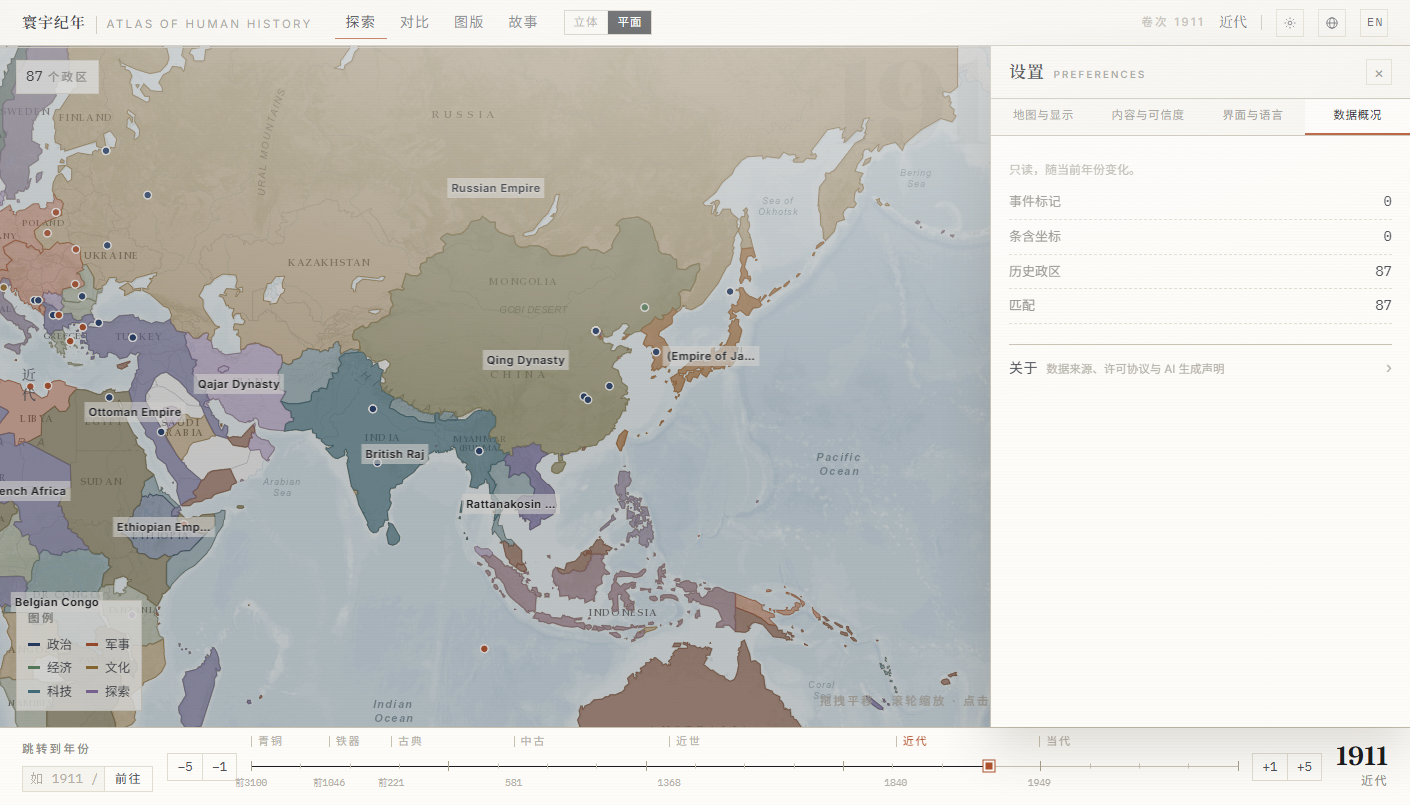 寰宇纪年 ATLAS OF HUMAN HISTORY 探索 对比 图版 故事 立体 平面 卷次 1911 近代 EN
87 个政区
设置 PREFERENCES ×
地图与显示 内容与可信度 界面与语言 数据概况
只读，随当前年份变化。
事件标记 0
条含坐标 0
历史政区 87
匹配 87
关于 数据来源、许可协议与 AI 生成声明 ›
SWEDEN
FINLAND
URAL MOUNTAINS
RUSSIA
Russian Empire
Bering
Sea
Sea of
Okhotsk
POLAND
UKRAINE
KAZAKHSTAN
MONGOLIA
GOBI DESERT
TURKEY
GREECE
Qing Dynasty
CHINA
(Empire of Ja...
Qajar Dynasty
近
代
Ottoman Empire
LIBYA
EGYPT
SAUDI
ARABIA
INDIA
British Raj
MYANMAR
Pacific
Ocean
SUDAN
Arabian
Sea
ench Africa
Rattanakosin ...
Ethiopian Emp...
Belgian Congo
INDONESIA
Coral
Sea
Indian
Ocean
拖拽平移 · 滚轮缩放 · 点击
图例
政治 军事
经济 文化
科技 探索
跳转到年份
如 1911 / 前往
−5 −1
青铜 铁器 古典 中古 近世 近代 当代
前3100 前1046 前221 581 1368 1840 1949
+1 +5
1911
近代